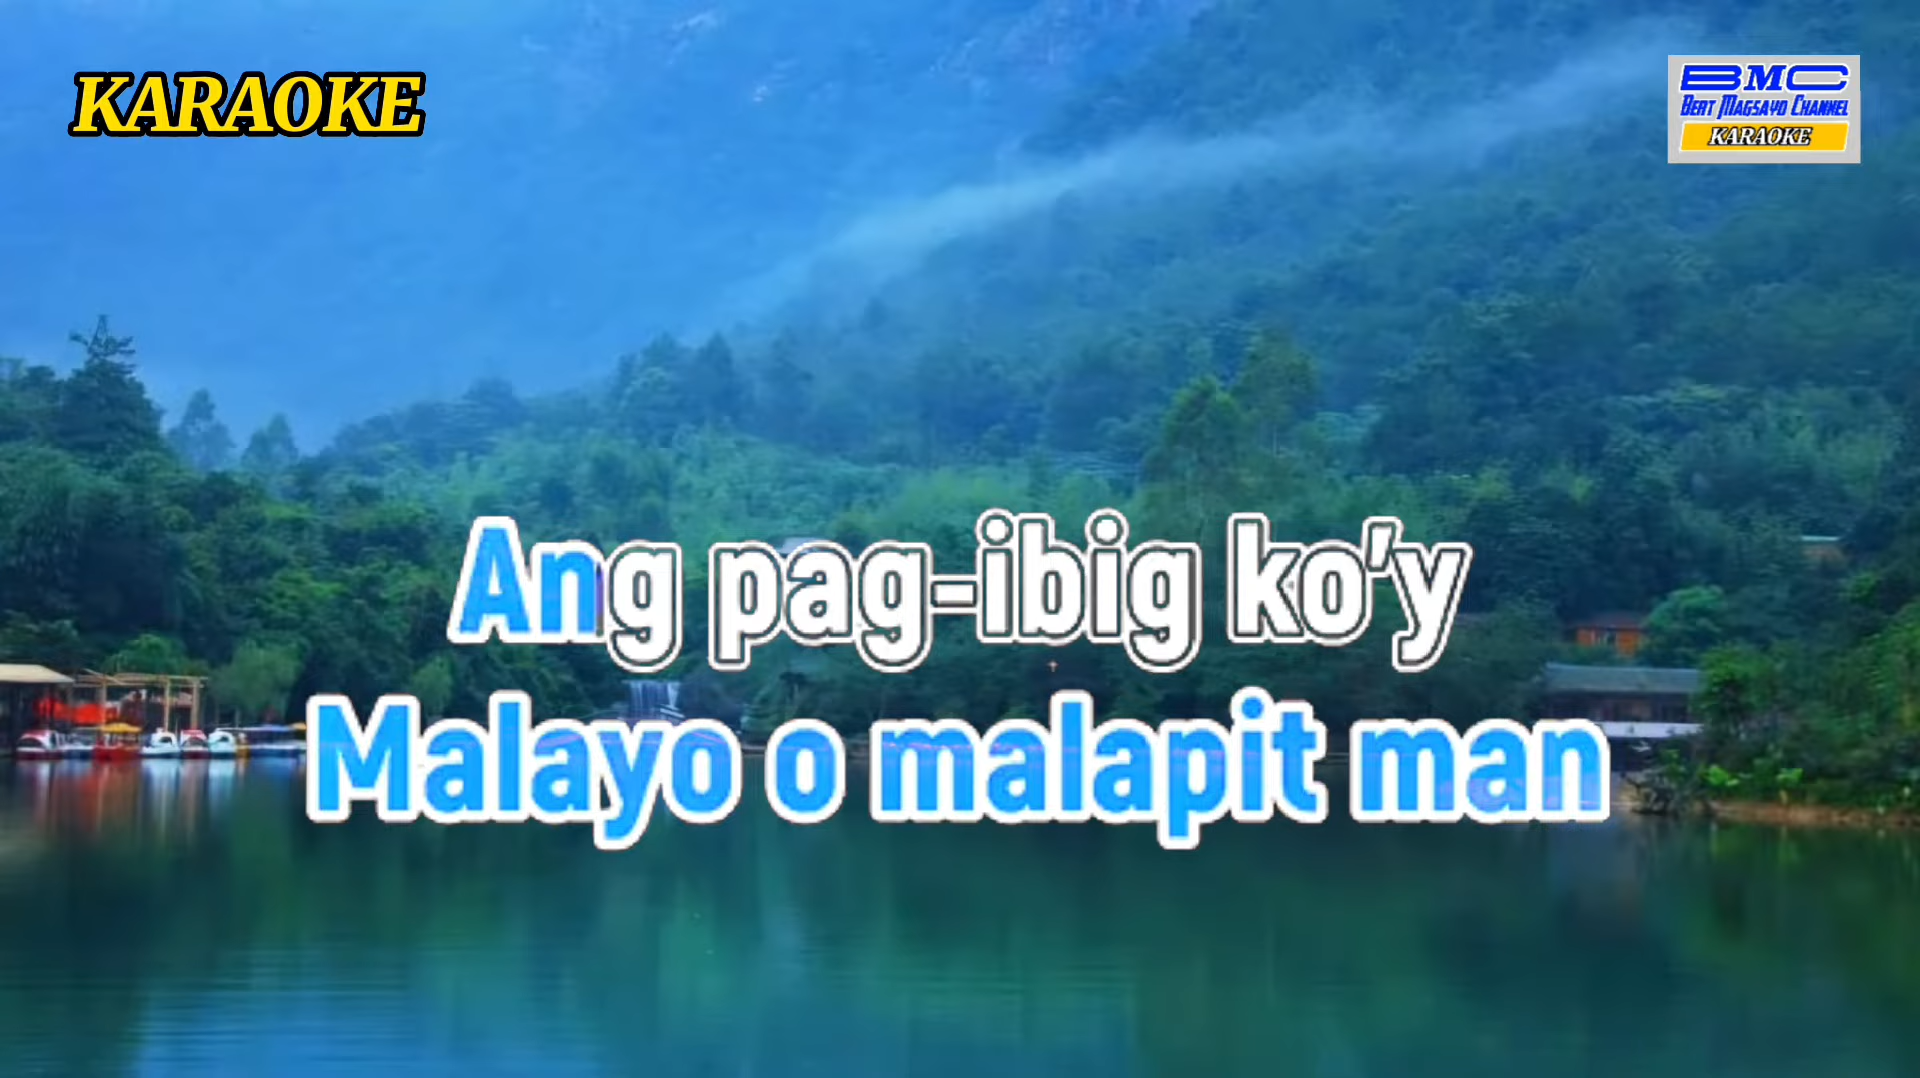 KARAOKE
BMC
BERT MAGSAYO CHANNEL
KARAOKE
Ang pag-ibig ko'y
Malayo o malapit man